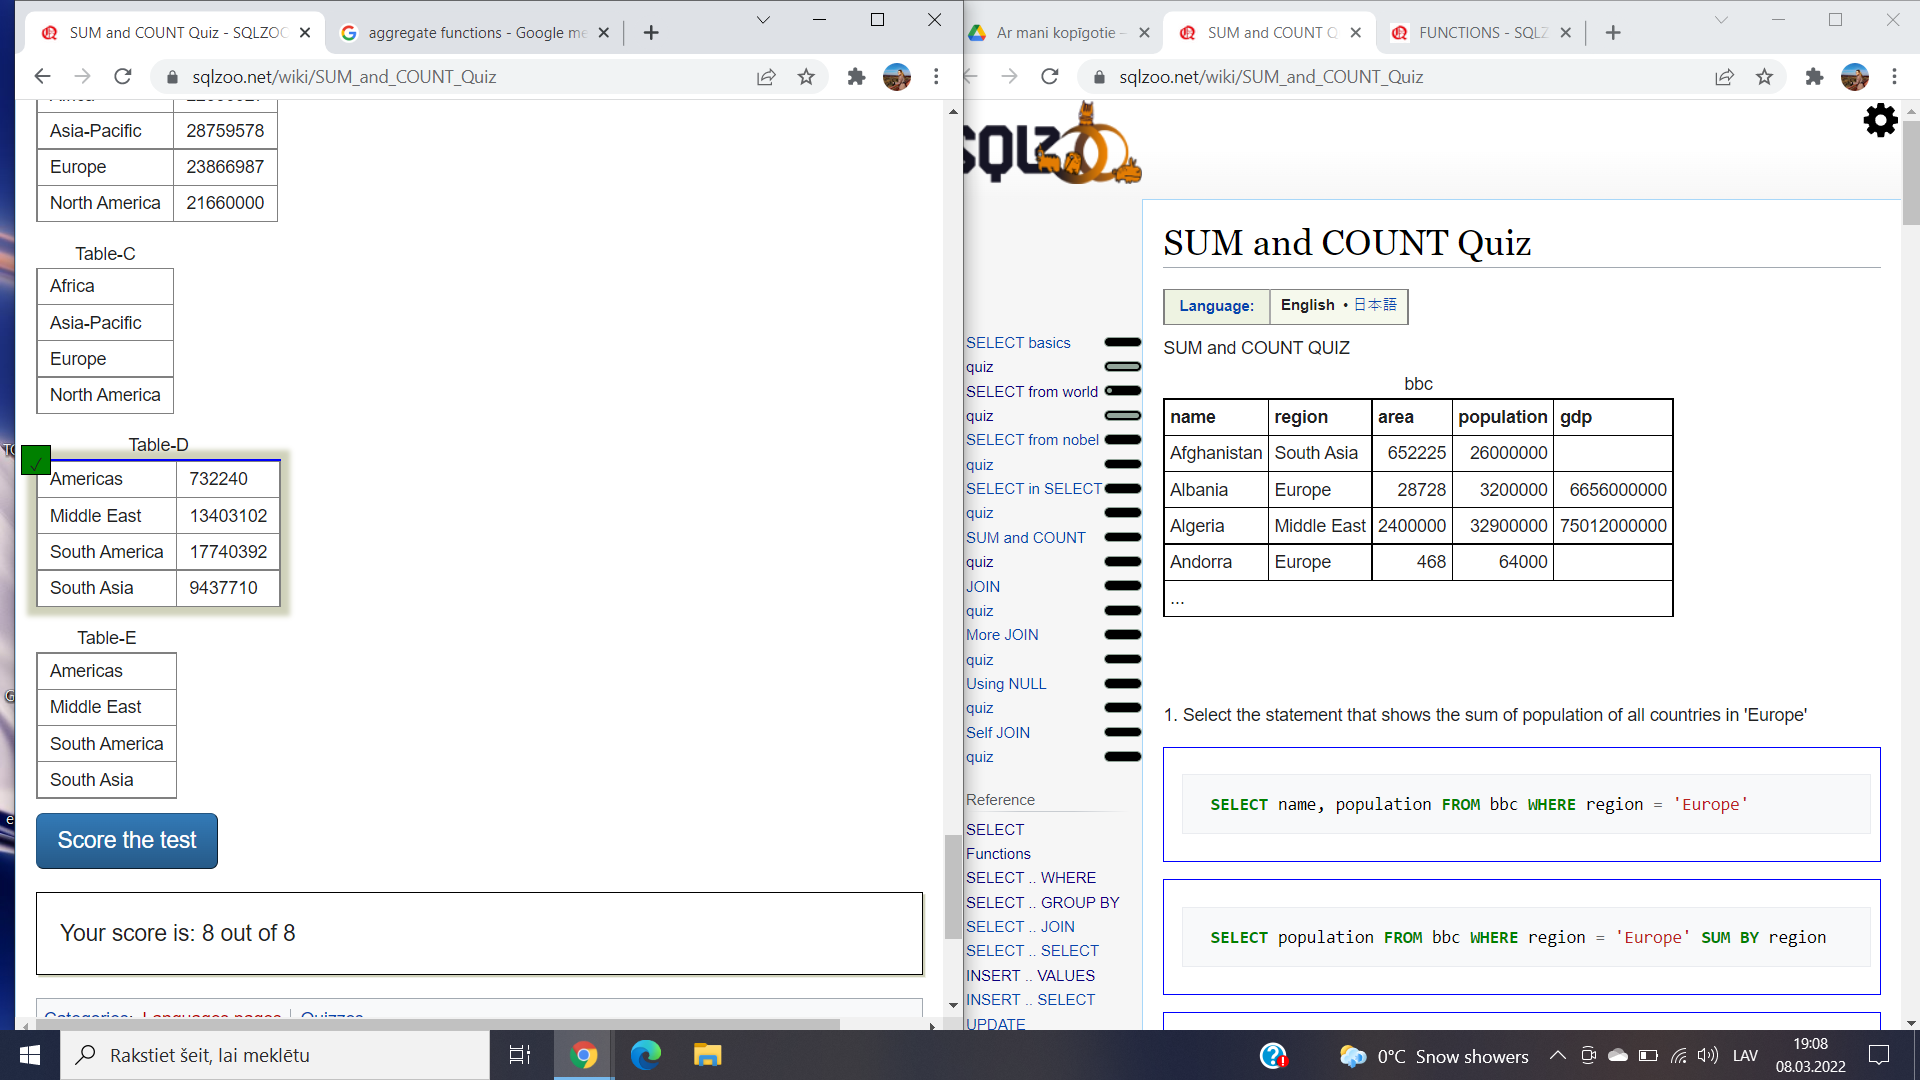 SUM and COUNT Quiz - SQLZOO
aggregate functions - Google me
sqlzoo.net/wiki/SUM_and_COUNT_Quiz
Asia-Pacific 28759578
Europe 23866987
North America 21660000
Table-C
Africa
Asia-Pacific
Europe
North America
Table-D
Americas 732240
Middle East 13403102
South America 17740392
South Asia 9437710
Table-E
Americas
Middle East
South America
South Asia
Score the test
Your score is: 8 out of 8
Ar mani kopīgotie -
SUM and COUNT Q
FUNCTIONS - SQLZ
sqlzoo.net/wiki/SUM_and_COUNT_Quiz
SQLZ
SELECT basics
quiz
SELECT from world
quiz
SELECT from nobel
quiz
SELECT in SELECT
quiz
SUM and COUNT
quiz
JOIN
quiz
More JOIN
quiz
Using NULL
quiz
Self JOIN
quiz
Reference
SELECT
Functions
SELECT .. WHERE
SELECT .. GROUP BY
SELECT .. JOIN
SELECT .. SELECT
INSERT .. VALUES
INSERT .. SELECT
UPDATE
SUM and COUNT Quiz
Language: English • 日本語
SUM and COUNT QUIZ
bbc
name region area population gdp
Afghanistan South Asia 652225 26000000
Albania Europe 28728 3200000 6656000000
Algeria Middle East 2400000 32900000 75012000000
Andorra Europe 468 64000
...
1. Select the statement that shows the sum of population of all countries in 'Europe'
SELECT name, population FROM bbc WHERE region = 'Europe'
SELECT population FROM bbc WHERE region = 'Europe' SUM BY region
Rakstiet šeit, lai meklētu
0°C Snow showers
LAV
19:08
08.03.2022